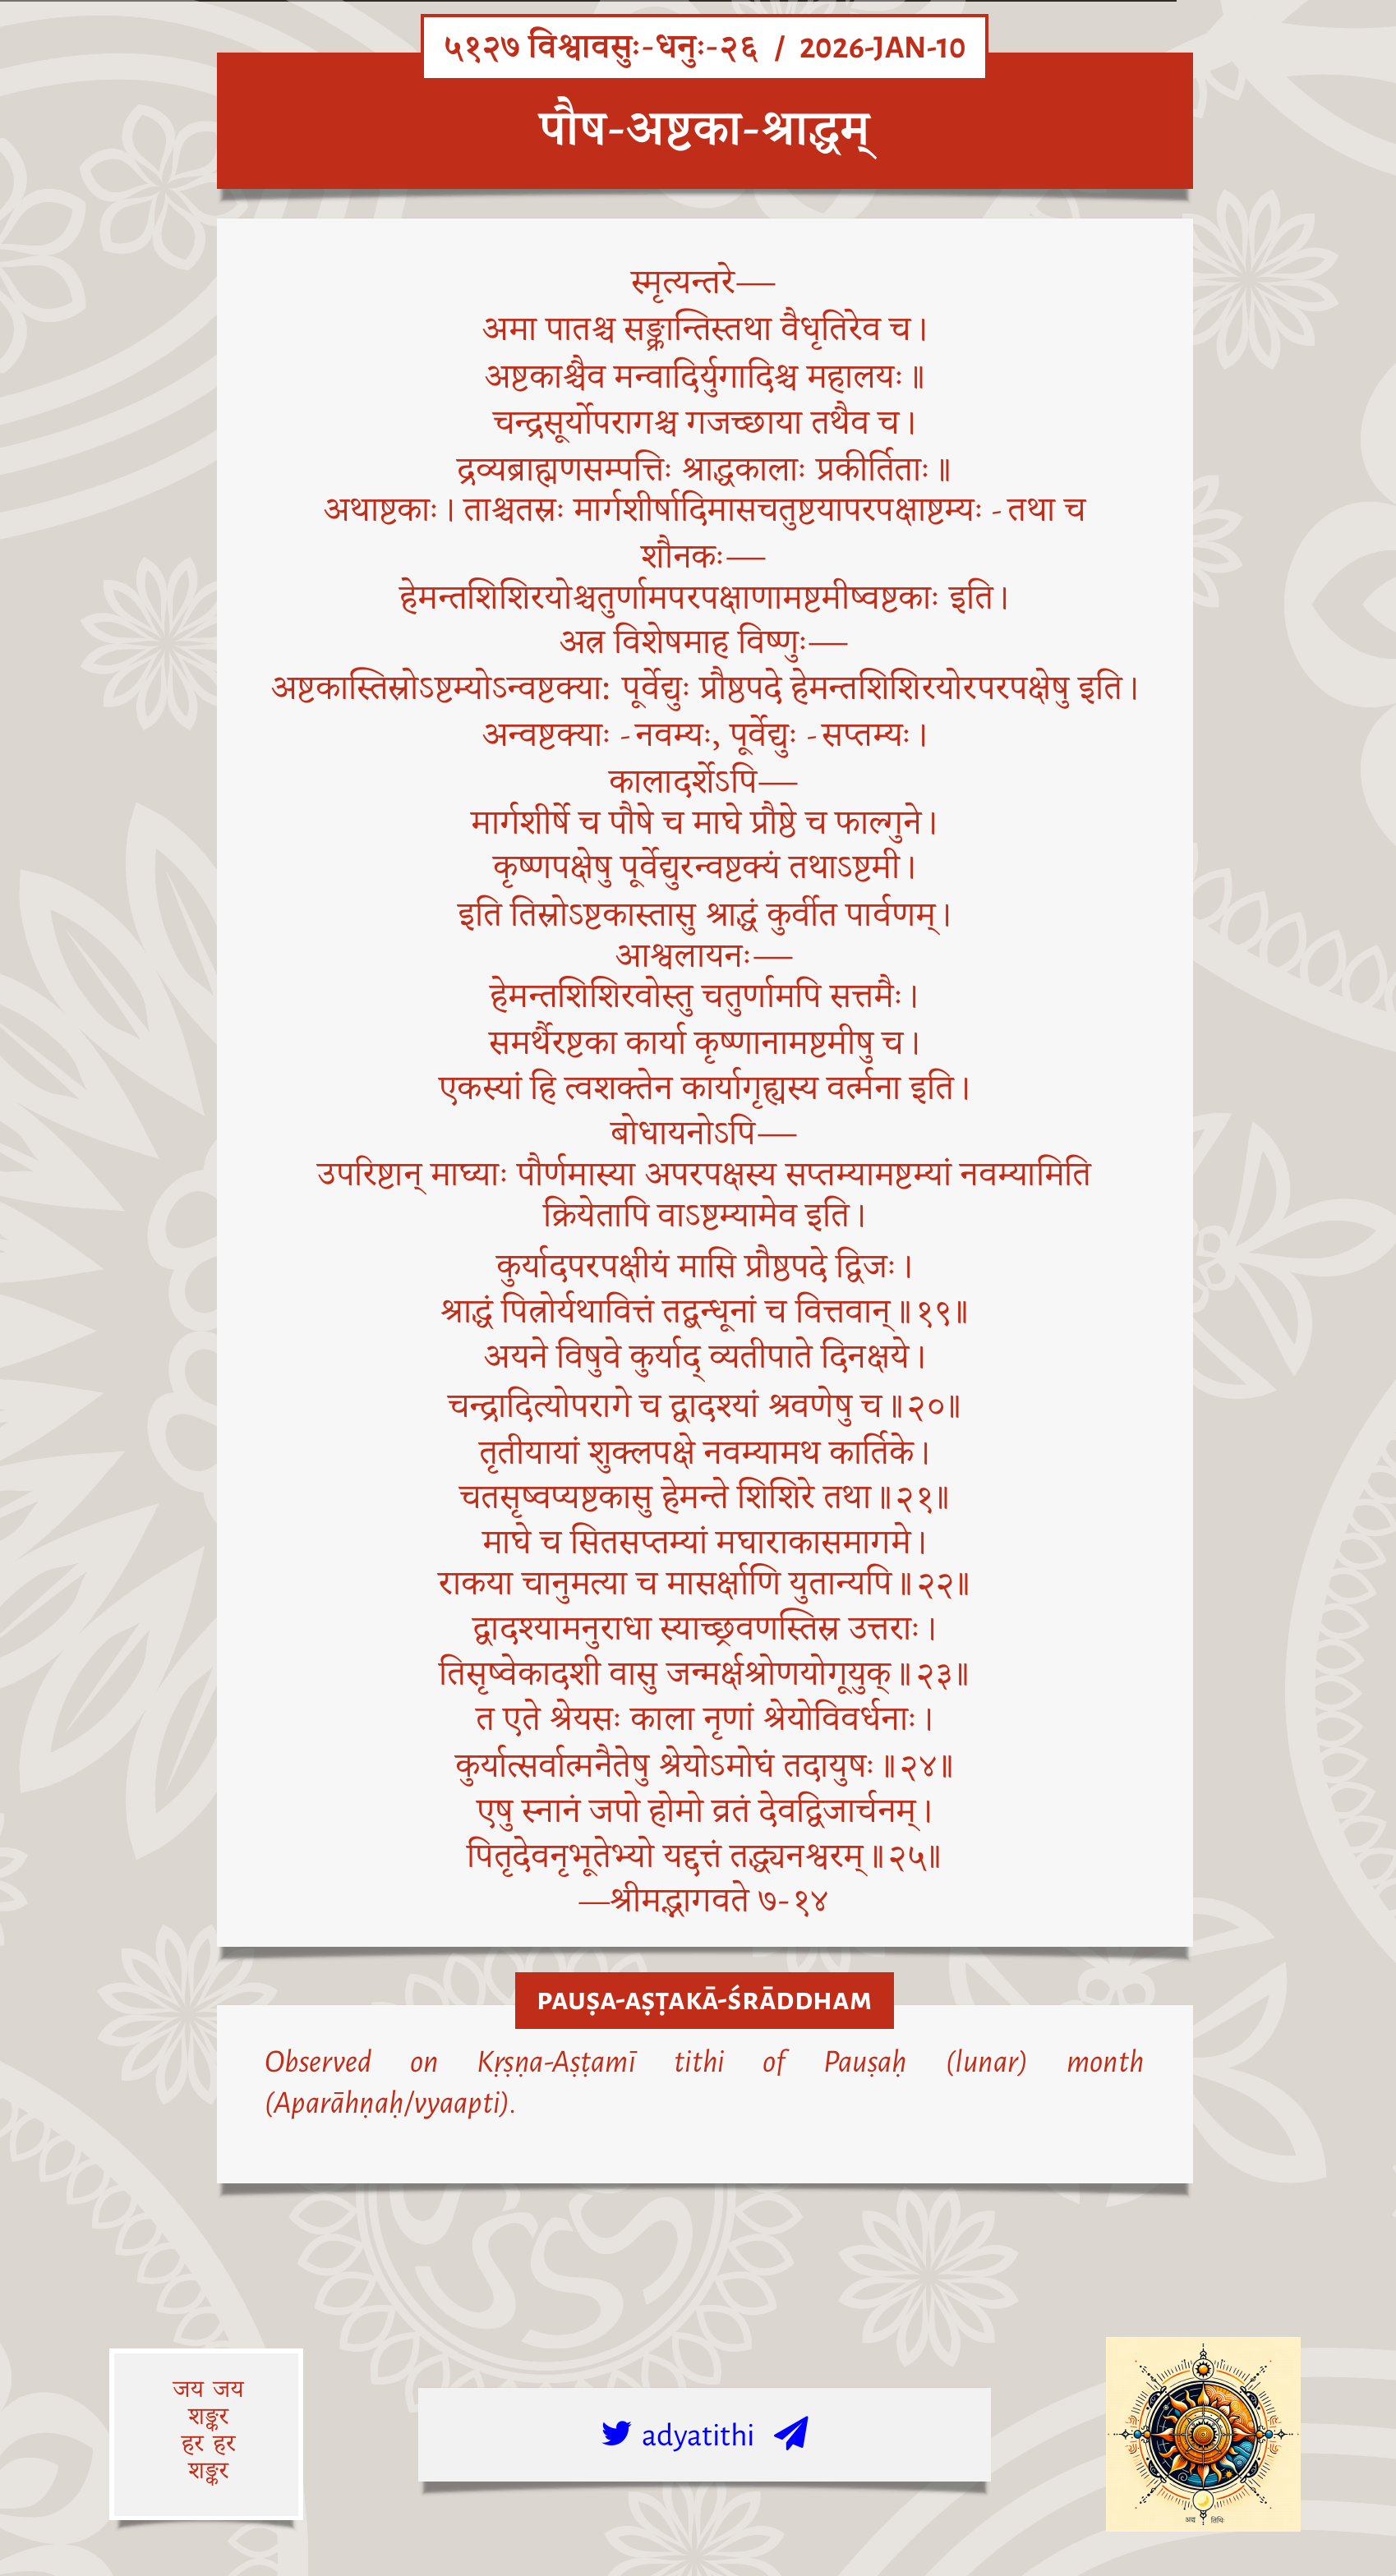 ५१२७ विश्वावसुः-धनुः-२६ / 2026-JAN-10
पौष-अष्टका-श्राद्धम्
स्मृत्यन्तरे—
अमा पातश्च सङ्क्रान्तिस्तथा वैधृतिरेव च।
अष्टकाश्चैव मन्वादिर्युगादिश्च महालयः॥
चन्द्रसूर्योपरागश्च गजच्छाया तथैव च।
द्रव्यब्राह्मणसम्पत्तिः श्राद्धकालाः प्रकीर्तिताः॥
अथाष्टकाः। ताश्चतस्रः मार्गशीर्षादिमासचतुष्टयापरपक्षाष्टम्यः - तथा च
शौनकः—
हेमन्तशिशिरयोश्चतुर्णामपरपक्षाणामष्टमीष्वष्टकाः इति।
अत्र विशेषमाह विष्णुः—
अष्टकास्तिस्रोऽष्टम्योऽन्वष्टक्या: पूर्वेद्युः प्रौष्ठपदे हेमन्तशिशिरयोरपरपक्षेषु इति।
अन्वष्टक्याः - नवम्यः, पूर्वेद्युः - सप्तम्यः।
कालादर्शेऽपि—
मार्गशीर्षे च पौषे च माघे प्रौष्ठे च फाल्गुने।
कृष्णपक्षेषु पूर्वेद्युरन्वष्टक्यं तथाऽष्टमी।
इति तिस्रोऽष्टकास्तासु श्राद्धं कुर्वीत पार्वणम्।
आश्वलायनः—
हेमन्तशिशिरवोस्तु चतुर्णामपि सत्तमैः।
समर्थैरष्टका कार्या कृष्णानामष्टमीषु च।
एकस्यां हि त्वशक्तेन कार्यागृह्यस्य वर्त्मना इति।
बोधायनोऽपि—
उपरिष्टान् माघ्याः पौर्णमास्या अपरपक्षस्य सप्तम्यामष्टम्यां नवम्यामिति
क्रियेतापि वाऽष्टम्यामेव इति।
कुर्यादपरपक्षीयं मासि प्रौष्ठपदे द्विजः।
श्राद्धं पित्रोर्यथावित्तं तद्बन्धूनां च वित्तवान्॥१९॥
अयने विषुवे कुर्याद् व्यतीपाते दिनक्षये।
चन्द्रादित्योपरागे च द्वादश्यां श्रवणेषु च॥२०॥
तृतीयायां शुक्लपक्षे नवम्यामथ कार्तिके।
चतसृष्वप्यष्टकासु हेमन्ते शिशिरे तथा॥२१॥
माघे च सितसप्तम्यां मघाराकासमागमे।
राकया चानुमत्या च मासर्क्षाणि युतान्यपि॥२२॥
द्वादश्यामनुराधा स्याच्छ्रवणस्तिस्र उत्तराः।
तिसृष्वेकादशी वासु जन्मर्क्षश्रोणयोगयुक्॥२३॥
त एते श्रेयसः काला नृणां श्रेयोविवर्धनाः।
कुर्यात्सर्वात्मनैतेषु श्रेयोऽमोघं तदायुषः॥२४॥
एषु स्नानं जपो होमो व्रतं देवद्विजार्चनम्।
पितृदेवनृभूतेभ्यो यद्दत्तं तद्ध्यनश्वरम्॥२५॥
—श्रीमद्भागवते ७-१४
PAUṢA-AṢṬAKĀ-ŚRĀDDHAM
Observed on Kṛṣṇa-Aṣṭamī tithi of Pauṣaḥ (lunar) month
(Aparāhṇaḥ/vyaapti).
जय जय
शङ्कर
हर हर
शङ्कर
adyatithi
अद्य तिथिः